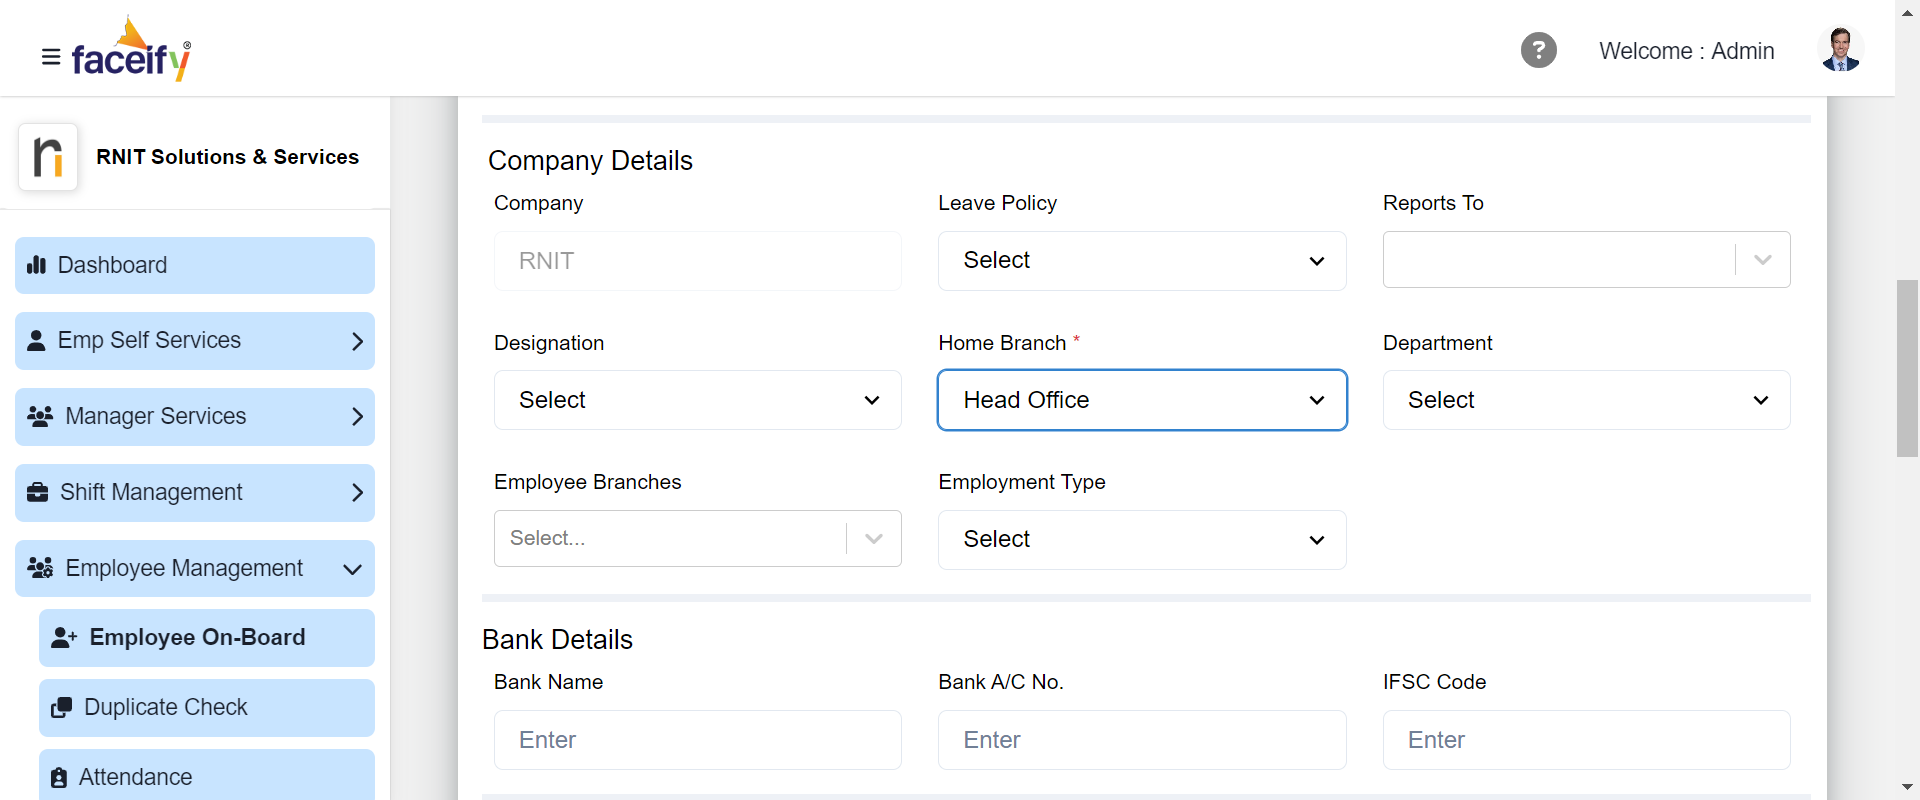 faceify®
? Welcome : Admin
RNIT Solutions & Services
Dashboard
Emp Self Services
Manager Services
Shift Management
Employee Management
Employee On-Board
Duplicate Check
Attendance
Company Details
Company
Leave Policy
Reports To
RNIT
Select
Designation
Home Branch *
Department
Select
Head Office
Select
Employee Branches
Employment Type
Select...
Select
Bank Details
Bank Name
Bank A/C No.
IFSC Code
Enter
Enter
Enter